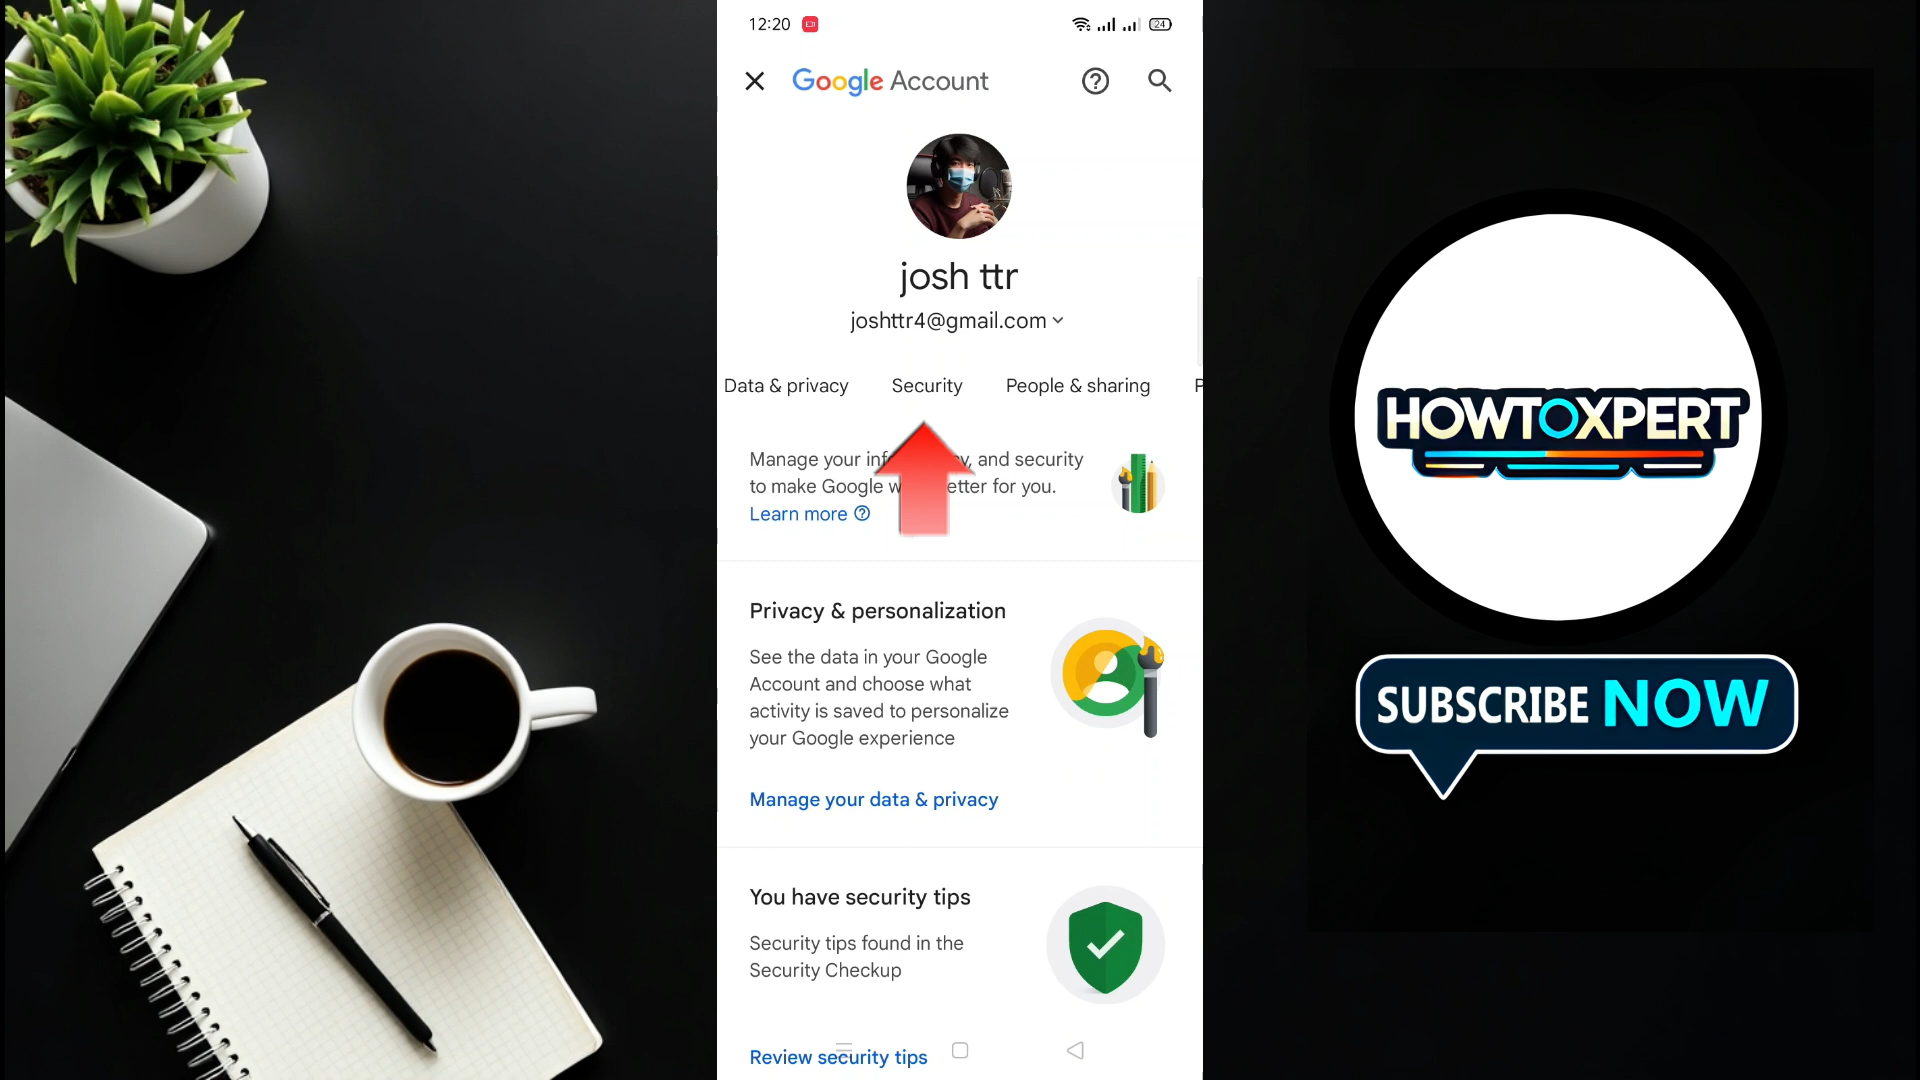 12:20
24
Google Account
josh ttr
joshttr4@gmail.com
Data & privacy Security People & sharing P
Manage your inf y, and security
to make Google w etter for you.
Learn more
Privacy & personalization
See the data in your Google
Account and choose what
activity is saved to personalize
your Google experience
Manage your data & privacy
You have security tips
Security tips found in the
Security Checkup
Review security tips
HOWTOXPERT
SUBSCRIBE NOW